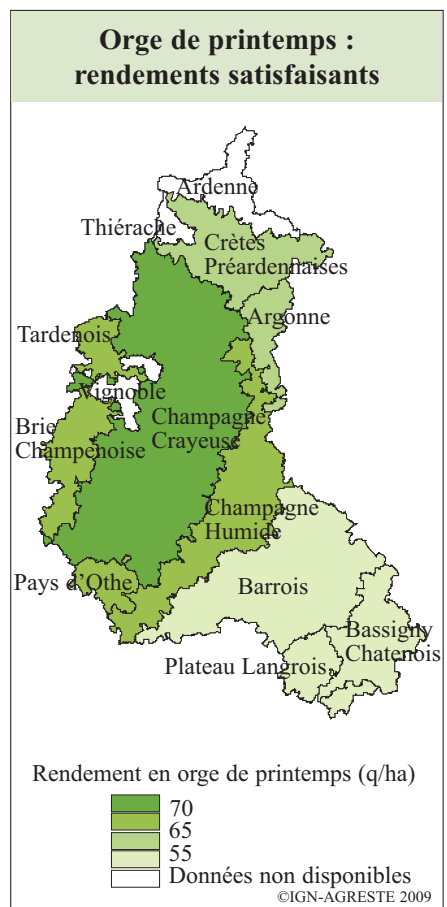 Orge de printemps :
rendements satisfaisants
Ardenne
Thiérache
Crètes
Préardennaises
Argonne
Tardenois
Vignoble
Brie
Champenoise
Champagne
Crayeuse
Champagne
Humide
Pays d'Othe
Barrois
Bassigny
Chatenois
Plateau Langrois
Rendement en orge de printemps (q/ha)
70
65
55
Données non disponibles
©IGN-AGRESTE 2009